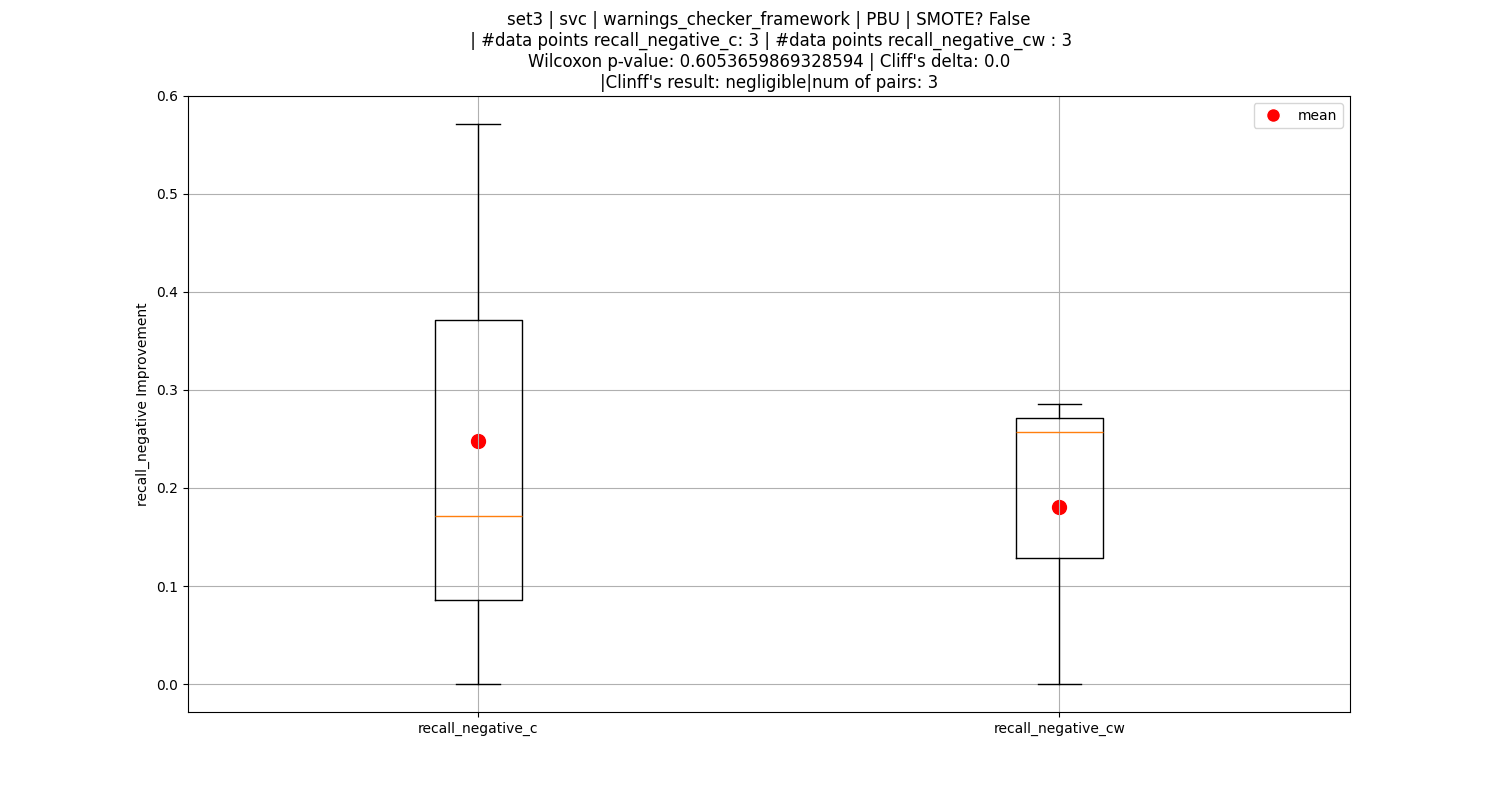 set3 | svc | warnings_checker_framework | PBU | SMOTE? False
| #data points recall_negative_c: 3 | #data points recall_negative_cw : 3
Wilcoxon p-value: 0.6053659869328594 | Cliff's delta: 0.0
|Clinff's result: negligible|num of pairs: 3
mean
recall_negative Improvement
0.6
0.5
0.4
0.3
0.2
0.1
0.0
recall_negative_c
recall_negative_cw